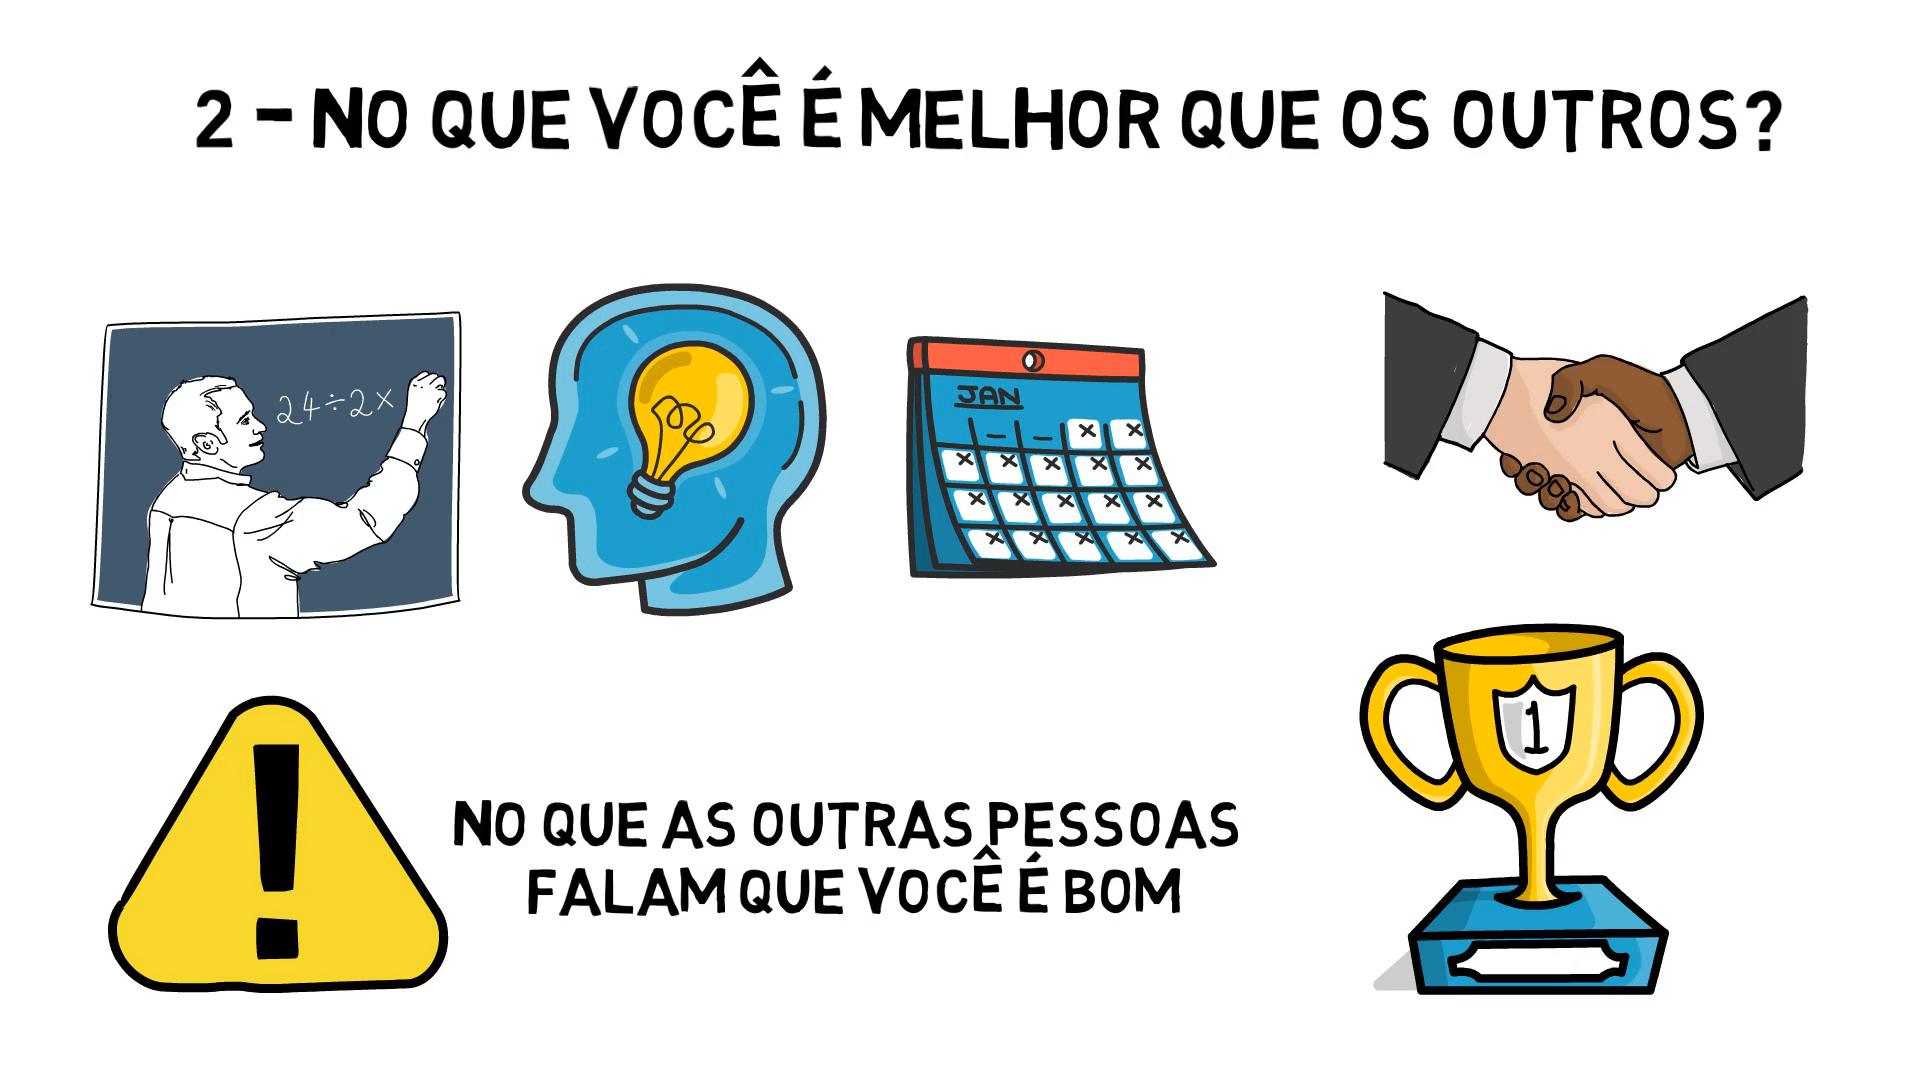 2 - NO QUE VOCÊ É MELHOR QUE OS OUTROS?
24÷2×
JAN
1
NO QUE AS OUTRAS PESSOAS
FALAM QUE VOCÊ É BOM